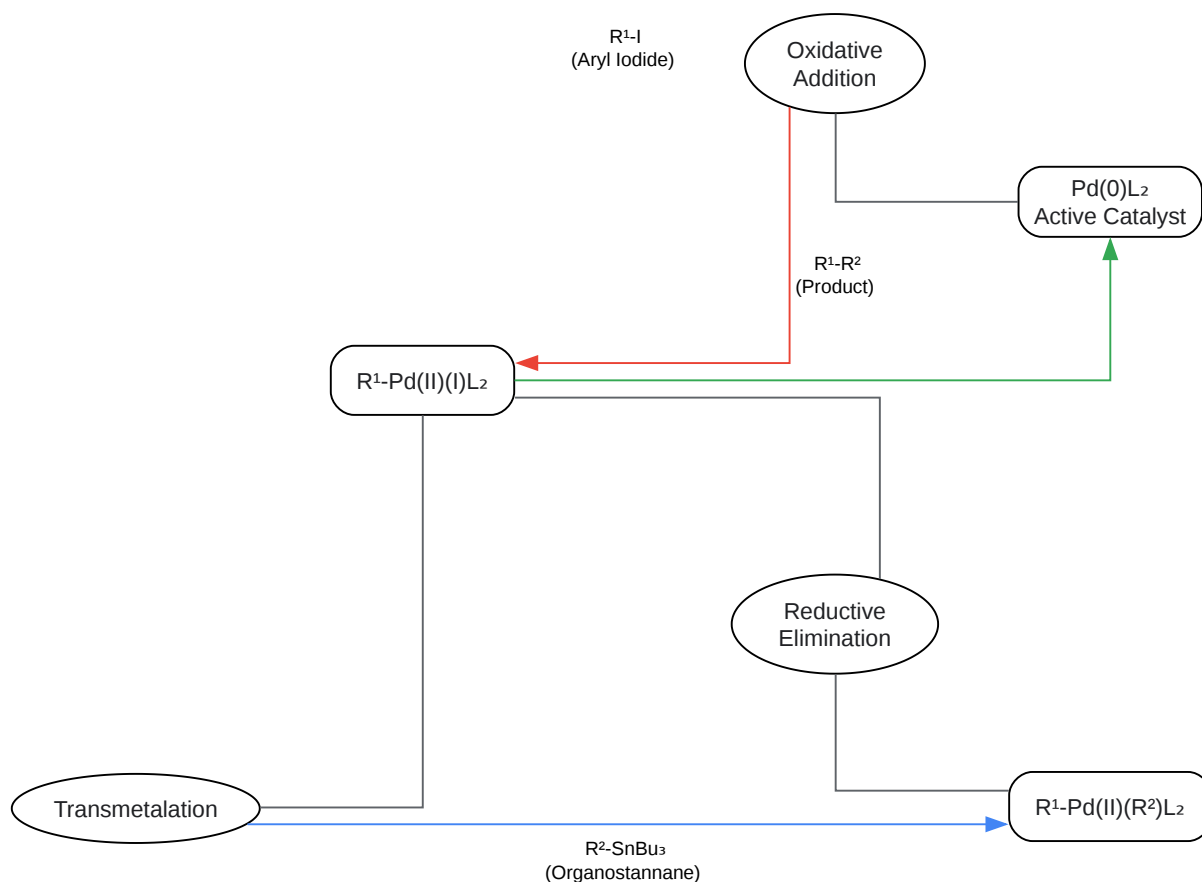 R¹-I
(Aryl Iodide)
Oxidative
Addition
Pd(0)L₂
Active Catalyst
R¹-R²
(Product)
R¹-Pd(II)(I)L₂
Reductive
Elimination
Transmetalation
R¹-Pd(II)(R²)L₂
R²-SnBu₃
(Organostannane)